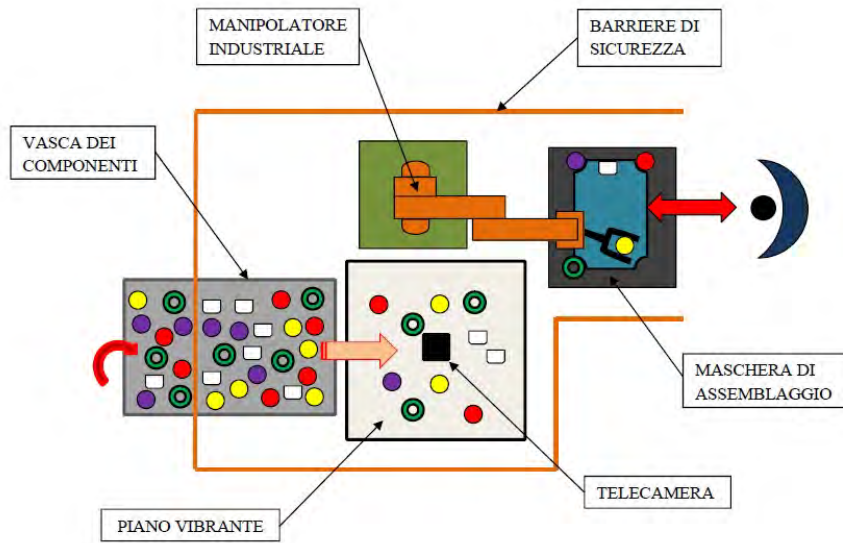 MANIPOLATORE
INDUSTRIALE
BARRIERE DI
SICUREZZA
VASCA DEI
COMPONENTI
MASCHERA DI
ASSEMBLAGGIO
TELECAMERA
PIANO VIBRANTE